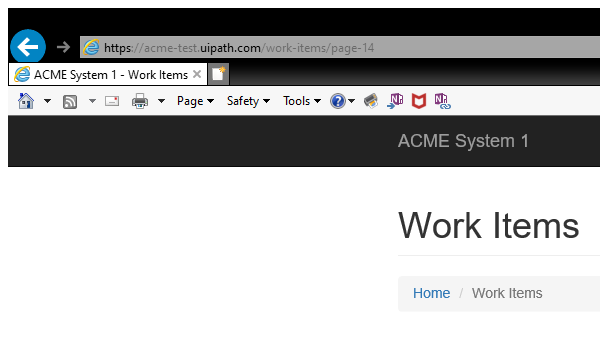 https://acme-test.uipath.com/work-items/page-14
ACME System 1 - Work Items
Page Safety Tools
ACME System 1
Work Items
Home / Work Items